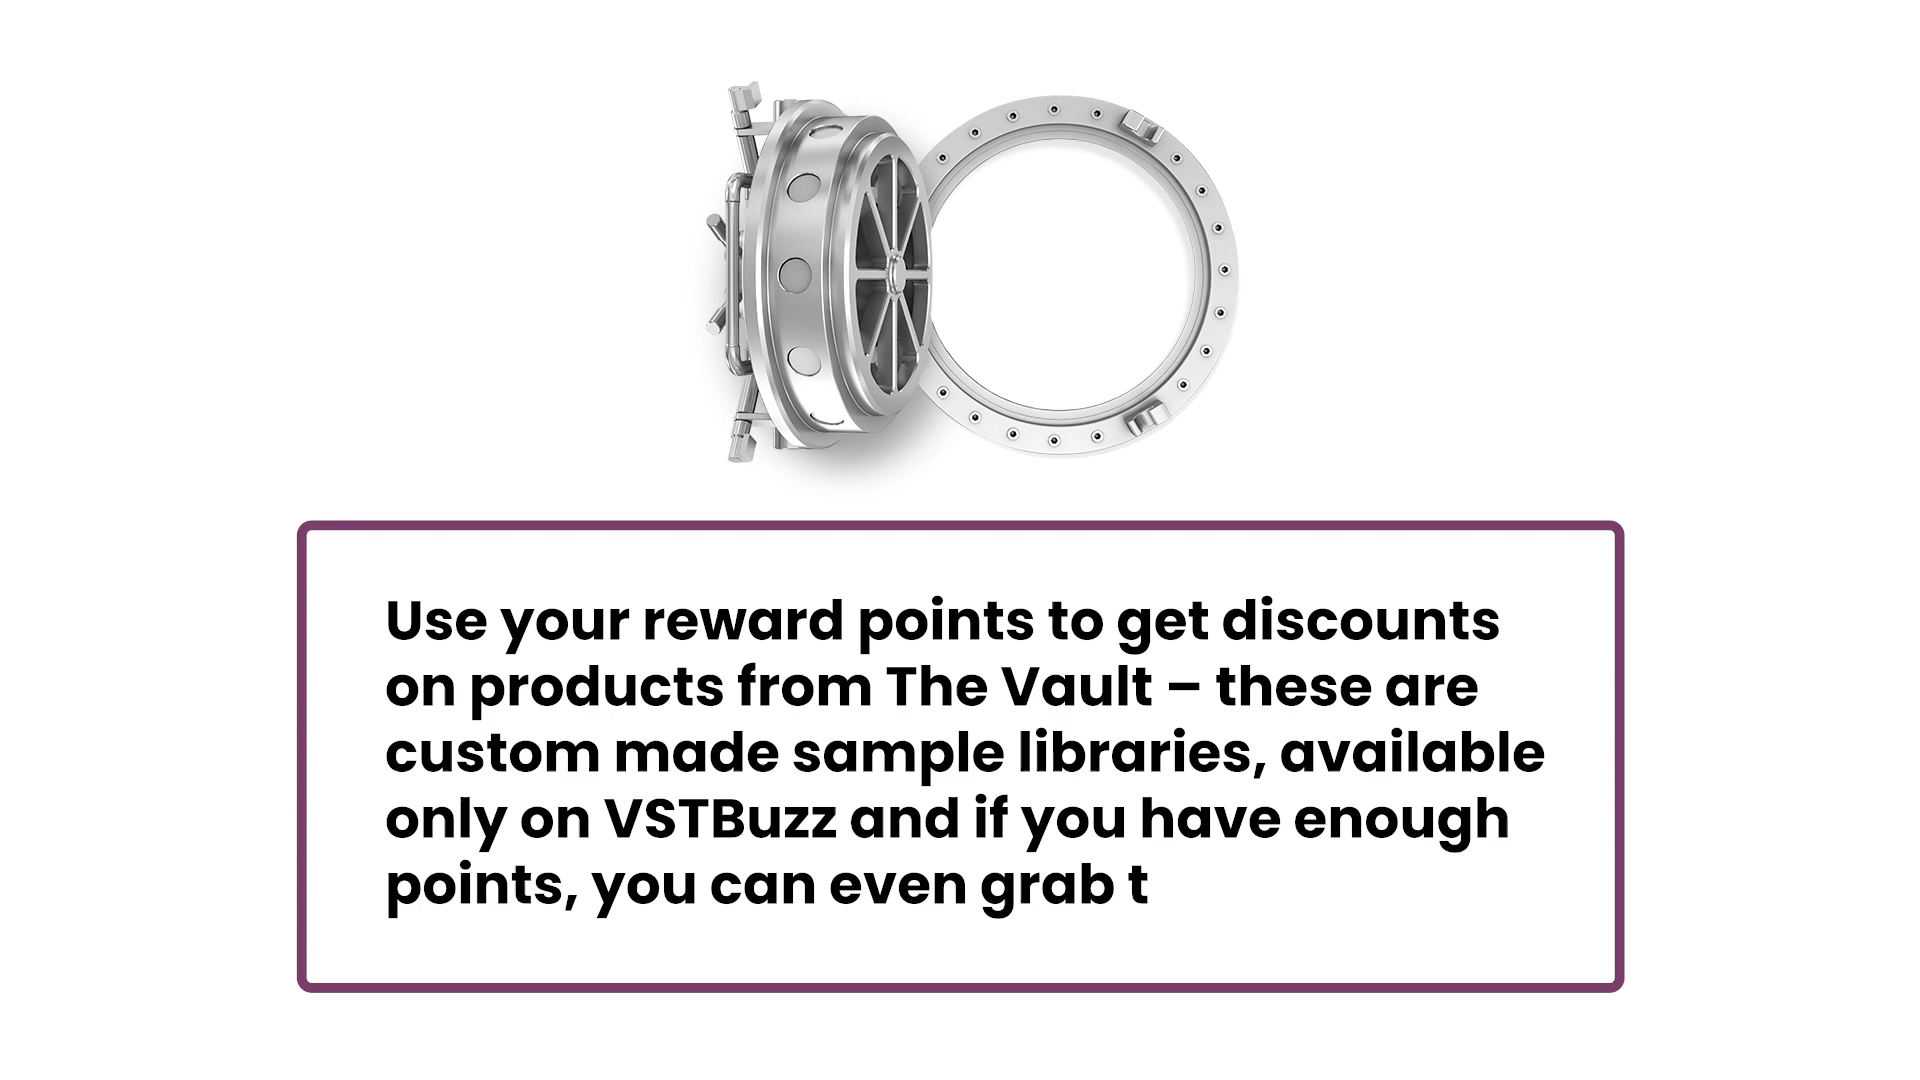 Use your reward points to get discounts
on products from The Vault – these are
custom made sample libraries, available
only on VSTBuzz and if you have enough
points, you can even grab t